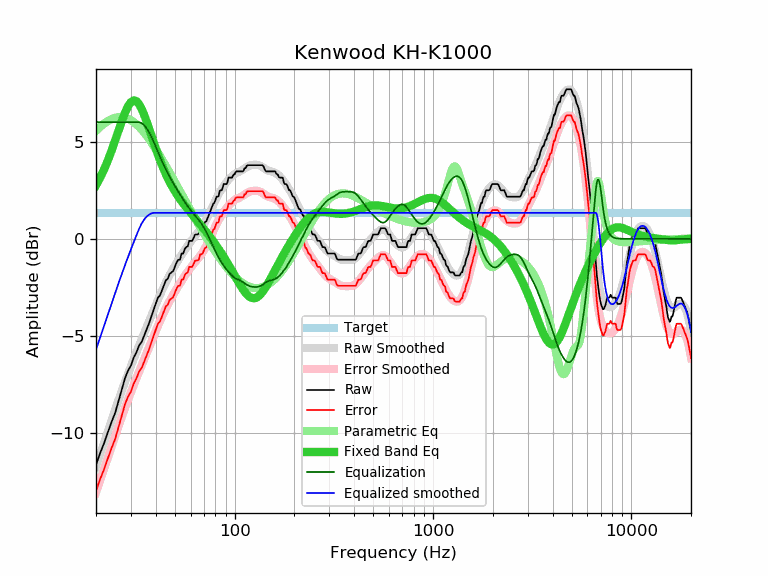 Kenwood KH-K1000
Amplitude (dBr)
5
0
−5
−10
Target
Raw Smoothed
Error Smoothed
Raw
Error
Parametric Eq
Fixed Band Eq
Equalization
Equalized smoothed
100 1000 10000
Frequency (Hz)